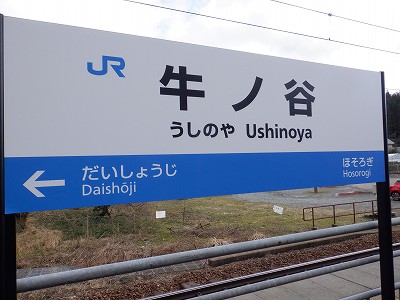 JR
牛ノ谷
うしのや Ushinoya
だいしょうじ
Daishōji
ほそろぎ
Hosorogi